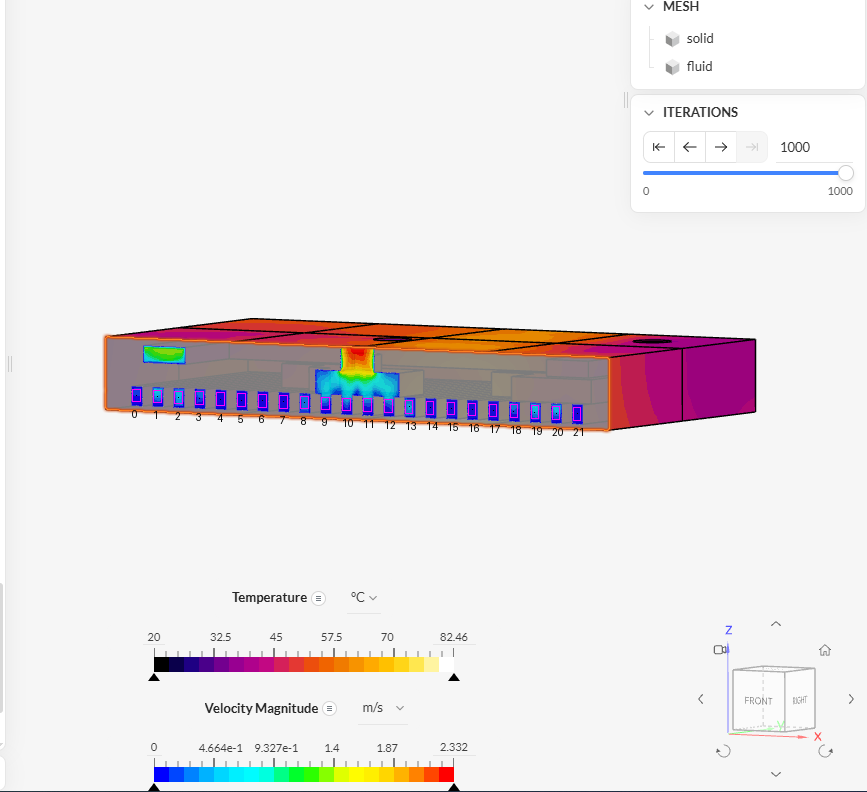 MESH
solid
fluid
ITERATIONS
1000
0 1000
0 1 2 3 4 5 6 7 8 9 10 11 12 13 14 15 16 17 18 19 20 21
Temperature °C
20 32.5 45 57.5 70 82.46
Velocity Magnitude m/s
0 4.664e-1 9.327e-1 1.4 1.87 2.332
Z
FRONT RIGHT
Y
X